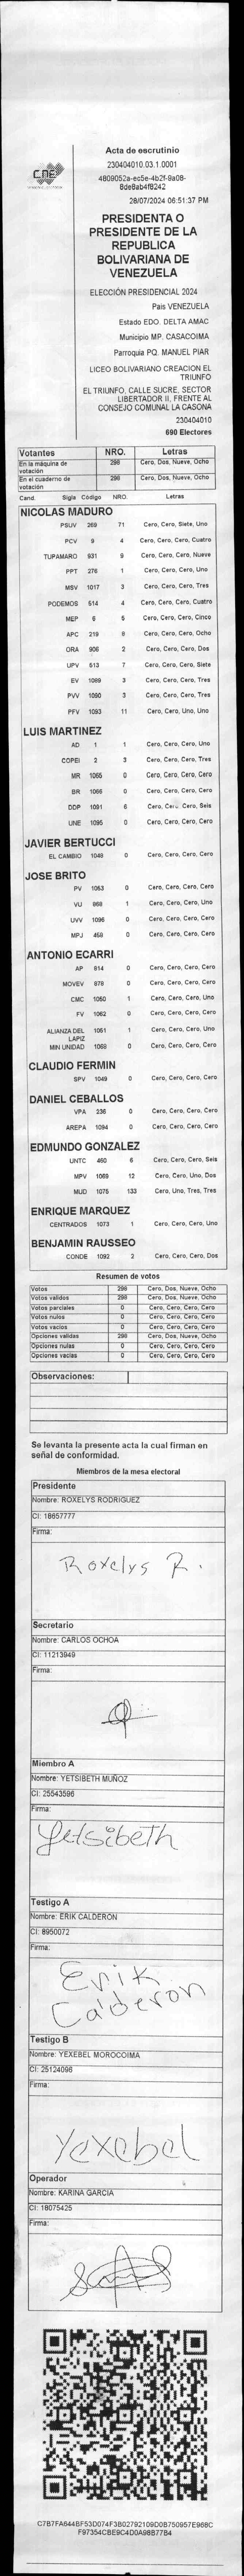 CNE
Acta de escrutinio
230404010.03.1.0001
4809052a-ec5e-4b2f-9a08-
8de8ab4f8242
28/07/2024 06:51:37 PM
PRESIDENTA O
PRESIDENTE DE LA
REPUBLICA
BOLIVARIANA DE
VENEZUELA
ELECCIÓN PRESIDENCIAL 2024
Pais VENEZUELA
Estado EDO. DELTA AMAC
Municipio MP. CASACOIMA
Parroquia PQ. MANUEL PIAR
LICEO BOLIVARIANO CREACION EL
TRIUNFO
EL TRIUNFO, CALLE SUCRE, SECTOR
LIBERTADOR II, FRENTE AL
CONSEJO COMUNAL LA CASONA
230404010
690 Electores
Votantes NRO. Letras
En la máquina de votación 298 Cero, Dos, Nueve, Ocho
En el cuaderno de votación 298 Cero, Dos, Nueve, Ocho
Cand. Sigla Código NRO. Letras
NICOLAS MADURO
PSUV 269 71 Cero, Cero, Siete, Uno
PCV 9 4 Cero, Cero, Cero, Cuatro
TUPAMARO 931 9 Cero, Cero, Cero, Nueve
PPT 276 1 Cero, Cero, Cero, Uno
MSV 1017 3 Cero, Cero, Cero, Tres
PODEMOS 514 4 Cero, Cero, Cero, Cuatro
MEP 6 5 Cero, Cero, Cero, Cinco
APC 219 8 Cero, Cero, Cero, Ocho
ORA 906 2 Cero, Cero, Cero, Dos
UPV 513 7 Cero, Cero, Cero, Siete
EV 1089 3 Cero, Cero, Cero, Tres
PVV 1090 3 Cero, Cero, Cero, Tres
PFV 1093 11 Cero, Cero, Uno, Uno
LUIS MARTINEZ
AD 1 1 Cero, Cero, Cero, Uno
COPEI 2 3 Cero, Cero, Cero, Tres
MR 1065 0 Cero, Cero, Cero, Cero
BR 1066 0 Cero, Cero, Cero, Cero
DDP 1091 6 Cero, Cero, Cero, Seis
UNE 1095 0 Cero, Cero, Cero, Cero
JAVIER BERTUCCI
EL CAMBIO 1048 0 Cero, Cero, Cero, Cero
JOSE BRITO
PV 1053 0 Cero, Cero, Cero, Cero
VU 868 1 Cero, Cero, Cero, Uno
UVV 1096 0 Cero, Cero, Cero, Cero
MPJ 459 0 Cero, Cero, Cero, Cero
ANTONIO ECARRI
AP 814 0 Cero, Cero, Cero, Cero
MOVEV 878 0 Cero, Cero, Cero, Cero
CMC 1050 1 Cero, Cero, Cero, Uno
FV 1062 0 Cero, Cero, Cero, Cero
ALIANZA DEL LAPIZ 1051 1 Cero, Cero, Cero, Uno
MIN UNIDAD 1068 0 Cero, Cero, Cero, Cero
CLAUDIO FERMIN
SPV 1049 0 Cero, Cero, Cero, Cero
DANIEL CEBALLOS
VPA 236 0 Cero, Cero, Cero, Cero
AREPA 1094 0 Cero, Cero, Cero, Cero
EDMUNDO GONZALEZ
UNTC 460 6 Cero, Cero, Cero, Seis
MPV 1069 12 Cero, Cero, Uno, Dos
MUD 1075 133 Cero, Uno, Tres, Tres
ENRIQUE MARQUEZ
CENTRADOS 1073 1 Cero, Cero, Cero, Uno
BENJAMIN RAUSSEO
CONDE 1092 2 Cero, Cero, Cero, Dos
Resumen de votos
Votos 298 Cero, Dos, Nueve, Ocho
Votos validos 298 Cero, Dos, Nueve, Ocho
Votos parciales 0 Cero, Cero, Cero, Cero
Votos nulos 0 Cero, Cero, Cero, Cero
Votos vacios 0 Cero, Cero, Cero, Cero
Opciones validas 298 Cero, Dos, Nueve, Ocho
Opciones nulas 0 Cero, Cero, Cero, Cero
Opciones vacias 0 Cero, Cero, Cero, Cero
Observaciones:
Se levanta la presente acta la cual firman en
señal de conformidad.
Miembros de la mesa electoral
Presidente
Nombre: ROXELYS RODRIGUEZ
CI: 18657777
Firma:
Roxelys R.
Secretario
Nombre: CARLOS OCHOA
CI: 11213949
Firma:
Miembro A
Nombre: YETSIBETH MUÑOZ
CI: 25543596
Firma:
Yetsibeth
Testigo A
Nombre: ERIK CALDERON
CI: 8950072
Firma:
Erik
Calderon
Testigo B
Nombre: YEXEBEL MOROCOIMA
CI: 25124096
Firma:
Yexebel
Operador
Nombre: KARINA GARCIA
CI: 18075425
Firma:
C7B7FA644BF53D074F3B02792109D0B750957E968C
F97354CBE9C4D0A98B77B4